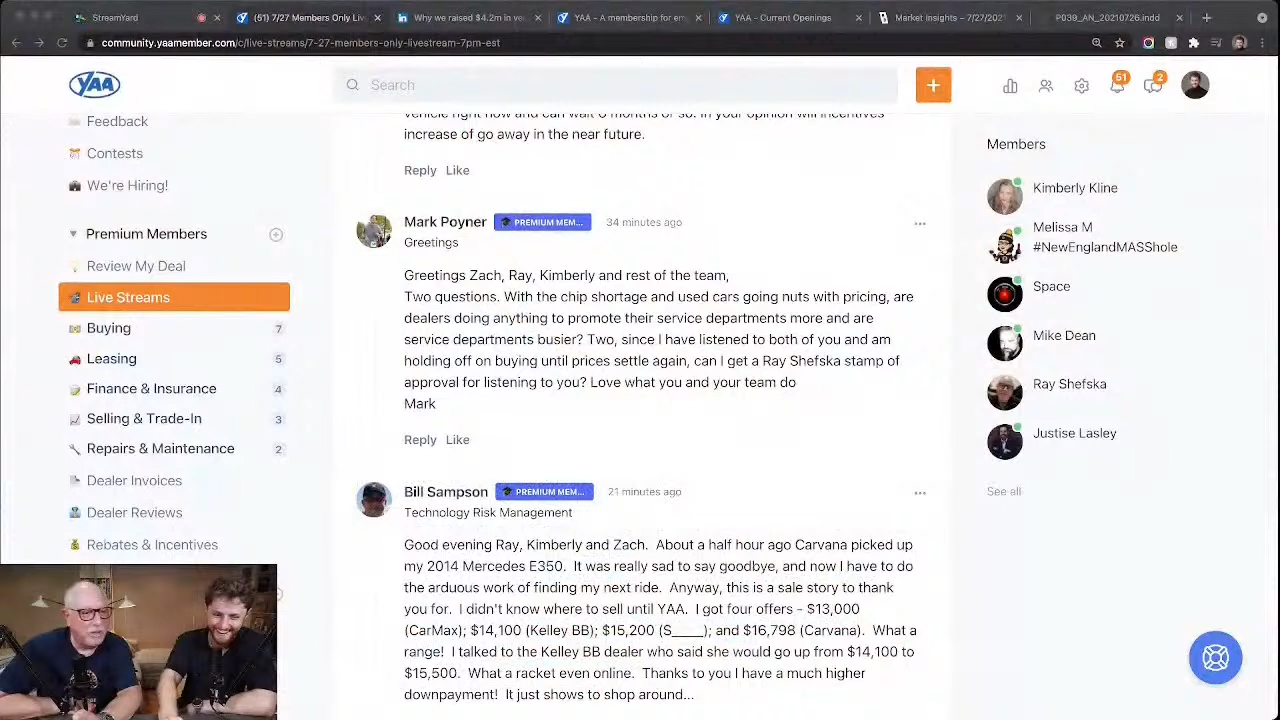 StreamYard
(51) 7/27 Members Only Live
Why we raised $4.2m in ve
YAA - A membership for em
YAA - Current Openings
Market Insights – 7/27/202
P039_AN_20210726.indd
community.yaamember.com/c/live-streams/7-27-members-only-livestream-7pm-est
YAA
Search
51
2
Feedback
Contests
We're Hiring!
Premium Members
Review My Deal
Live Streams
Buying 7
Leasing 5
Finance & Insurance 4
Selling & Trade-In 3
Repairs & Maintenance 2
Dealer Invoices
Dealer Reviews
Rebates & Incentives
vehicle right now and can wait 6 months or so. In your opinion will incentives
increase of go away in the near future.
Reply Like
Mark Poyner PREMIUM MEM... 34 minutes ago
Greetings
Greetings Zach, Ray, Kimberly and rest of the team,
Two questions. With the chip shortage and used cars going nuts with pricing, are
dealers doing anything to promote their service departments more and are
service departments busier? Two, since I have listened to both of you and am
holding off on buying until prices settle again, can I get a Ray Shefska stamp of
approval for listening to you? Love what you and your team do
Mark
Reply Like
Bill Sampson PREMIUM MEM... 21 minutes ago
Technology Risk Management
Good evening Ray, Kimberly and Zach. About a half hour ago Carvana picked up
my 2014 Mercedes E350. It was really sad to say goodbye, and now I have to do
the arduous work of finding my next ride. Anyway, this is a sale story to thank
you for. I didn't know where to sell until YAA. I got four offers - $13,000
(CarMax); $14,100 (Kelley BB); $15,200 (S_____); and $16,798 (Carvana). What a
range! I talked to the Kelley BB dealer who said she would go up from $14,100 to
$15,500. What a racket even online. Thanks to you I have a much higher
downpayment! It just shows to shop around...
Members
Kimberly Kline
Melissa M
#NewEnglandMASShole
Space
Mike Dean
Ray Shefska
Justise Lasley
See all